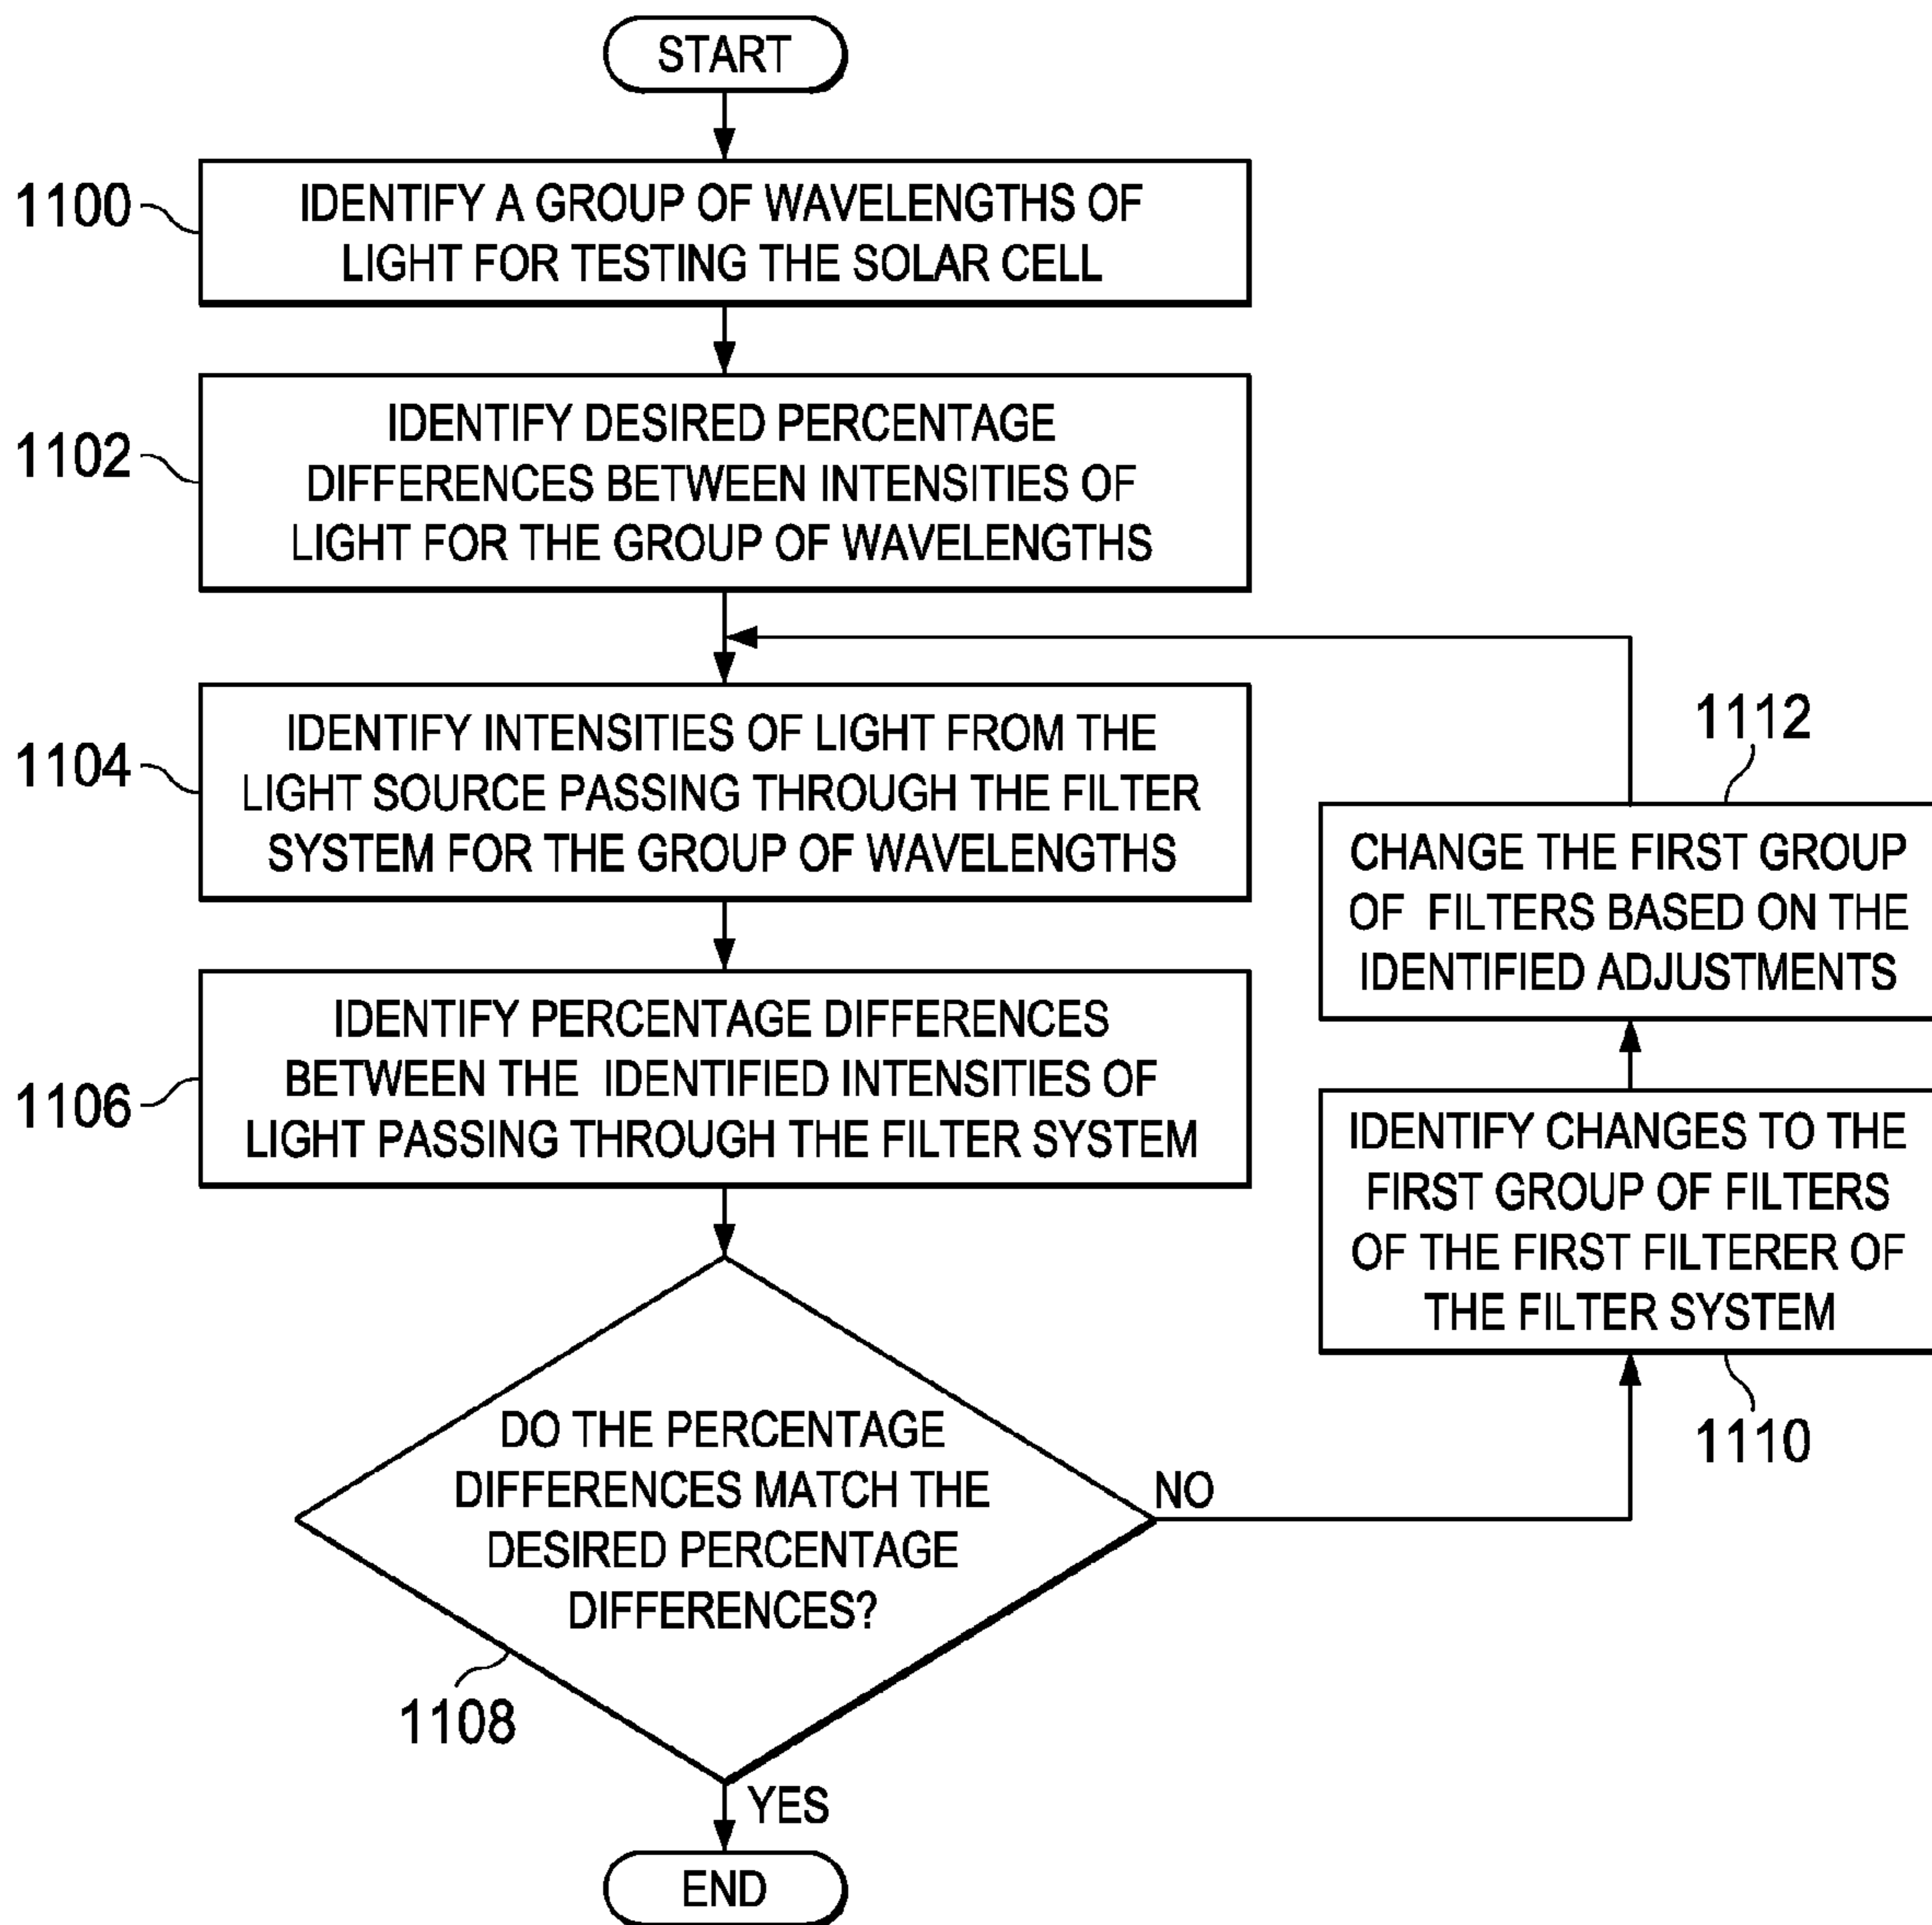 START
1100
IDENTIFY A GROUP OF WAVELENGTHS OF
LIGHT FOR TESTING THE SOLAR CELL
1102
IDENTIFY DESIRED PERCENTAGE
DIFFERENCES BETWEEN INTENSITIES OF
LIGHT FOR THE GROUP OF WAVELENGTHS
1104
IDENTIFY INTENSITIES OF LIGHT FROM THE
LIGHT SOURCE PASSING THROUGH THE FILTER
SYSTEM FOR THE GROUP OF WAVELENGTHS
1106
IDENTIFY PERCENTAGE DIFFERENCES
BETWEEN THE IDENTIFIED INTENSITIES OF
LIGHT PASSING THROUGH THE FILTER SYSTEM
DO THE PERCENTAGE
DIFFERENCES MATCH THE
DESIRED PERCENTAGE
DIFFERENCES?
1108
NO
YES
END
1112
CHANGE THE FIRST GROUP
OF FILTERS BASED ON THE
IDENTIFIED ADJUSTMENTS
IDENTIFY CHANGES TO THE
FIRST GROUP OF FILTERS
OF THE FIRST FILTERER OF
THE FILTER SYSTEM
1110